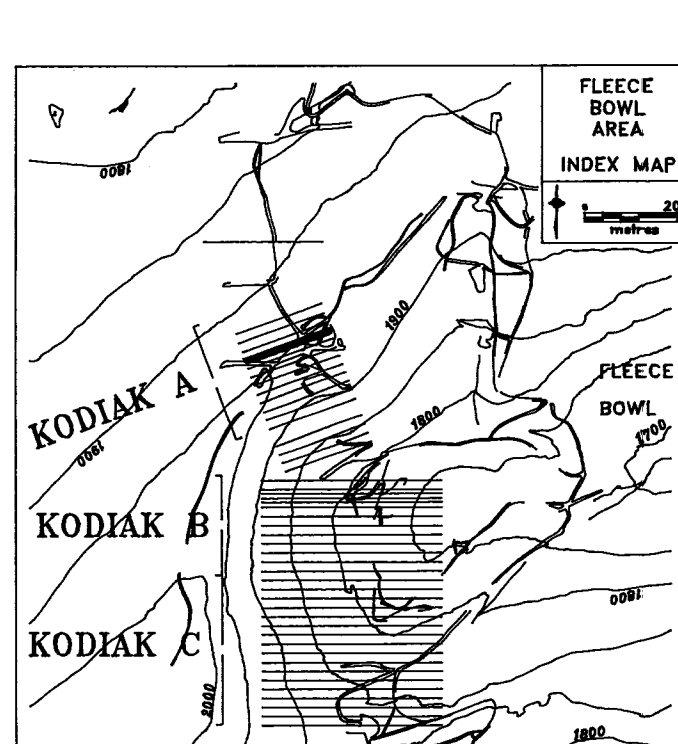 FLEECE
BOWL
AREA
INDEX MAP
20
metres
1800
1900
KODIAK A
1900
1800
FLEECE
BOWL
1700
KODIAK B
KODIAK C
1800
2000
1800